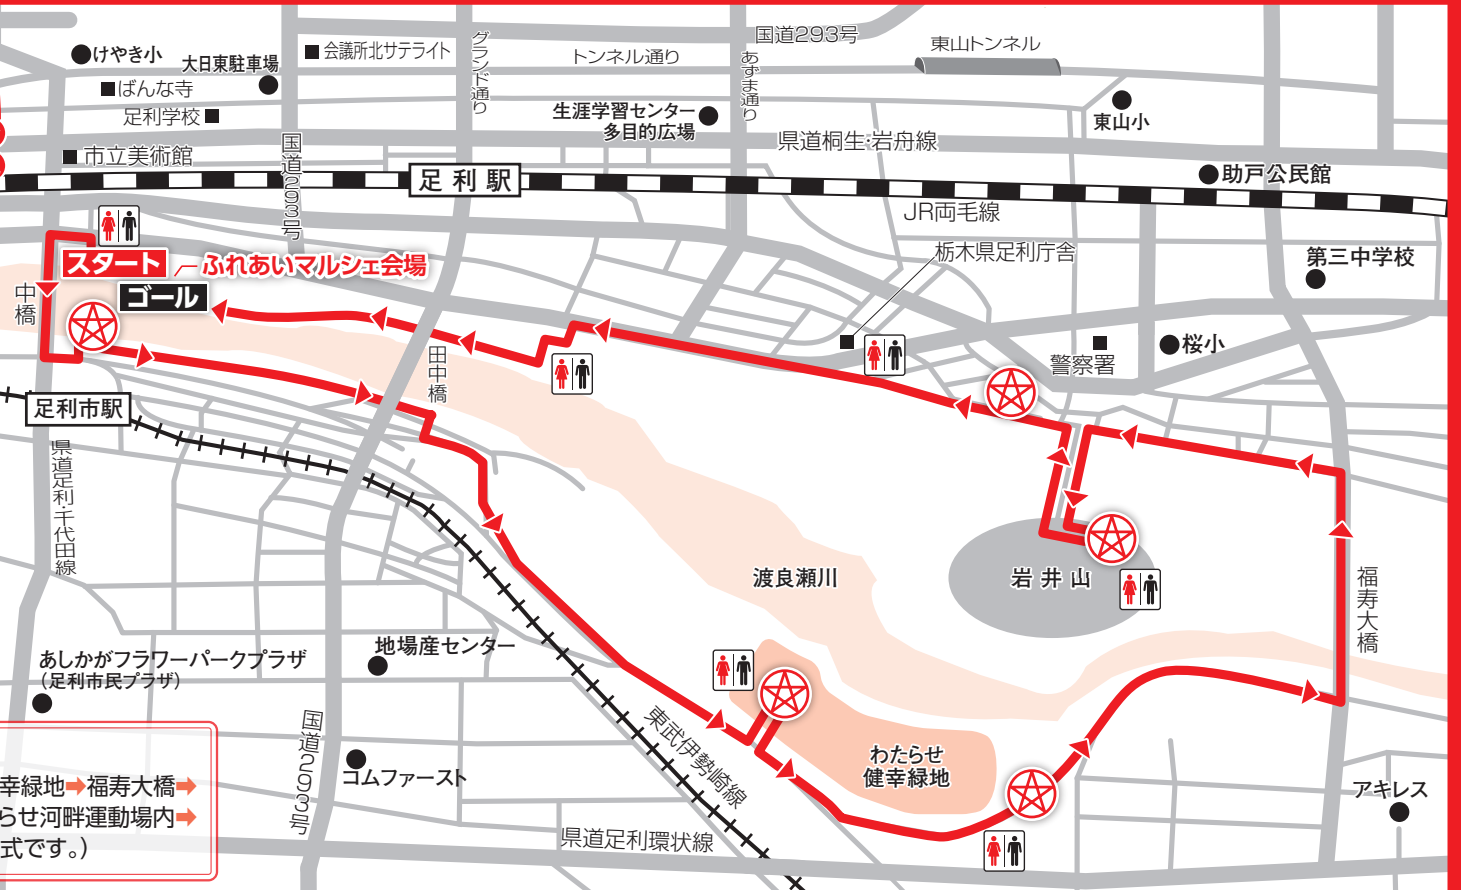 国道293号
けやき小
会議所北サテライト
グランド通り
トンネル通り
あずま通り
東山トンネル
大日東駐車場
ばんな寺
足利学校
生涯学習センター
多目的広場
東山小
市立美術館
国道293号
県道桐生・岩舟線
足利駅
助戸公民館
JR両毛線
栃木県足利庁舎
第三中学校
スタート
ふれあいマルシェ会場
ゴール
中橋
田中橋
警察署
桜小
足利市駅
県道足利・千代田線
渡良瀬川
岩井山
福寿大橋
あしかがフラワーパークプラザ
(足利市民プラザ)
地場産センター
国道293号
東武伊勢崎線
コムファースト
わたらせ
健幸緑地
アキレス
県道足利環状線
幸緑地➡福寿大橋➡
らせ河畔運動場内➡
式です。)